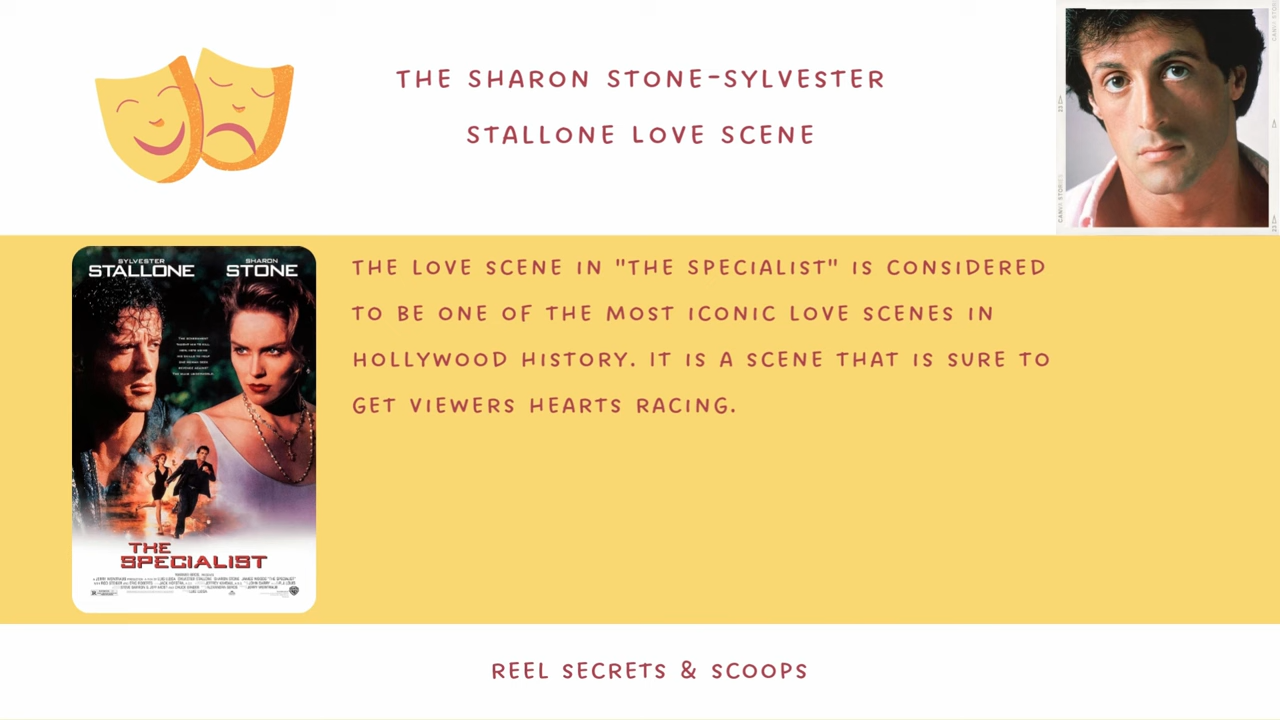 THE SHARON STONE-SYLVESTER
STALLONE LOVE SCENE
SYLVESTER
STALLONE
SHARON
STONE
THE LOVE SCENE IN "THE SPECIALIST" IS CONSIDERED
TO BE ONE OF THE MOST ICONIC LOVE SCENES IN
HOLLYWOOD HISTORY. IT IS A SCENE THAT IS SURE TO
GET VIEWERS HEARTS RACING.
THE
SPECIALIST
REEL SECRETS & SCOOPS